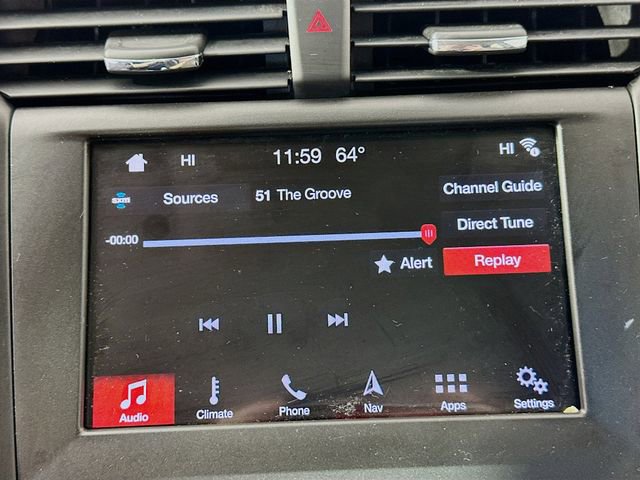 HI 11:59 64° HI
sxm Sources 51 The Groove Channel Guide
Direct Tune
-00:00
Alert Replay
Audio Climate Phone Nav Apps Settings